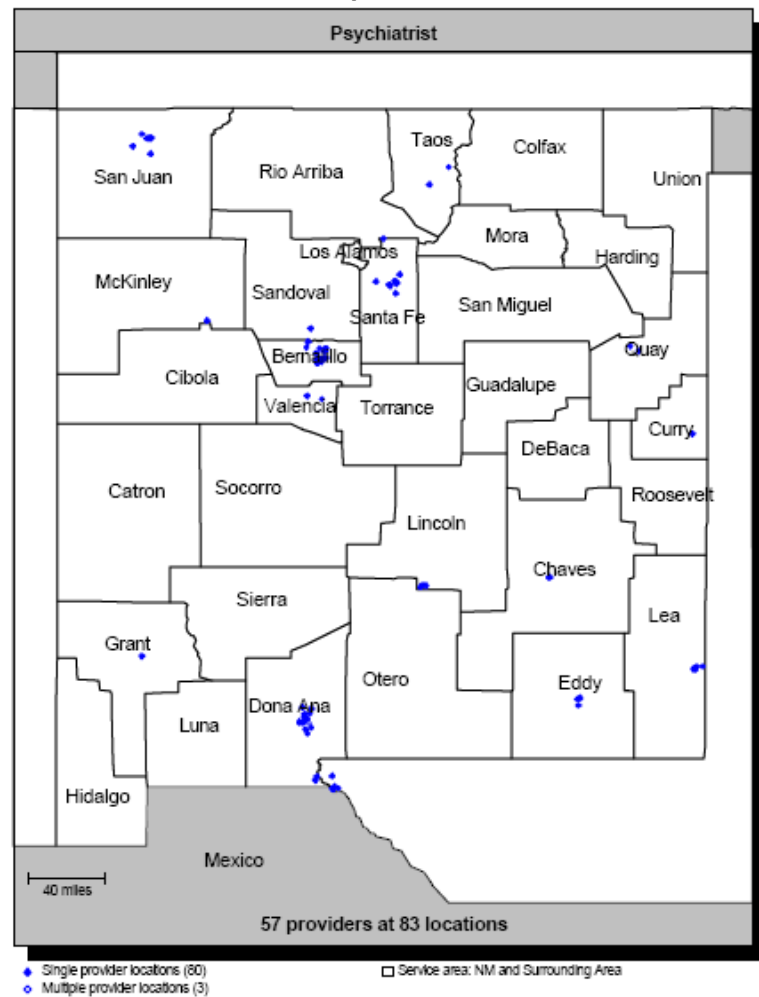 Psychiatrist
Taos
Colfax
San Juan
Rio Arriba
Union
Mora
Los Alamos
Harding
McKinley
Sandoval
San Miguel
Santa Fe
Quay
Bernalillo
Cibola
Guadalupe
Valencia
Torrance
Curry
DeBaca
Catron
Socorro
Roosevelt
Lincoln
Chaves
Sierra
Lea
Grant
Otero
Eddy
Dona Ana
Luna
Hidalgo
Mexico
40 miles
57 providers at 83 locations
Single provider locations (80)
Service area: NM and Surrounding Area
Multiple provider locations (3)